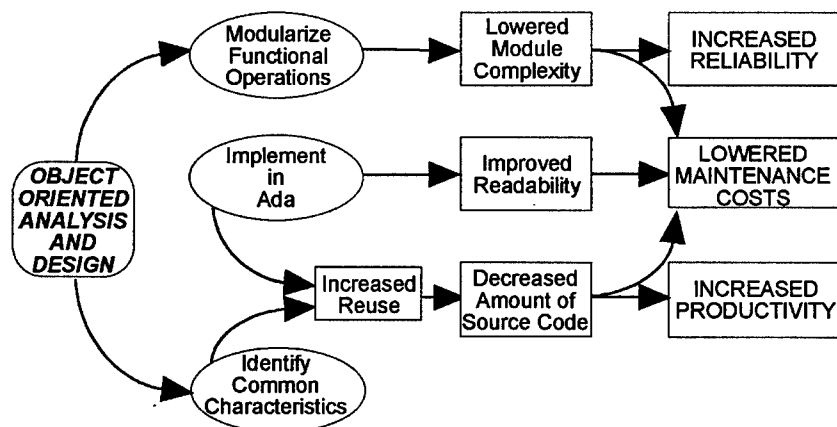 Modularize
Functional
Operations
Lowered
Module
Complexity
INCREASED
RELIABILITY
OBJECT
ORIENTED
ANALYSIS
AND
DESIGN
Implement
in
Ada
Improved
Readability
LOWERED
MAINTENANCE
COSTS
Increased
Reuse
Decreased
Amount of
Source Code
INCREASED
PRODUCTIVITY
Identify
Common
Characteristics